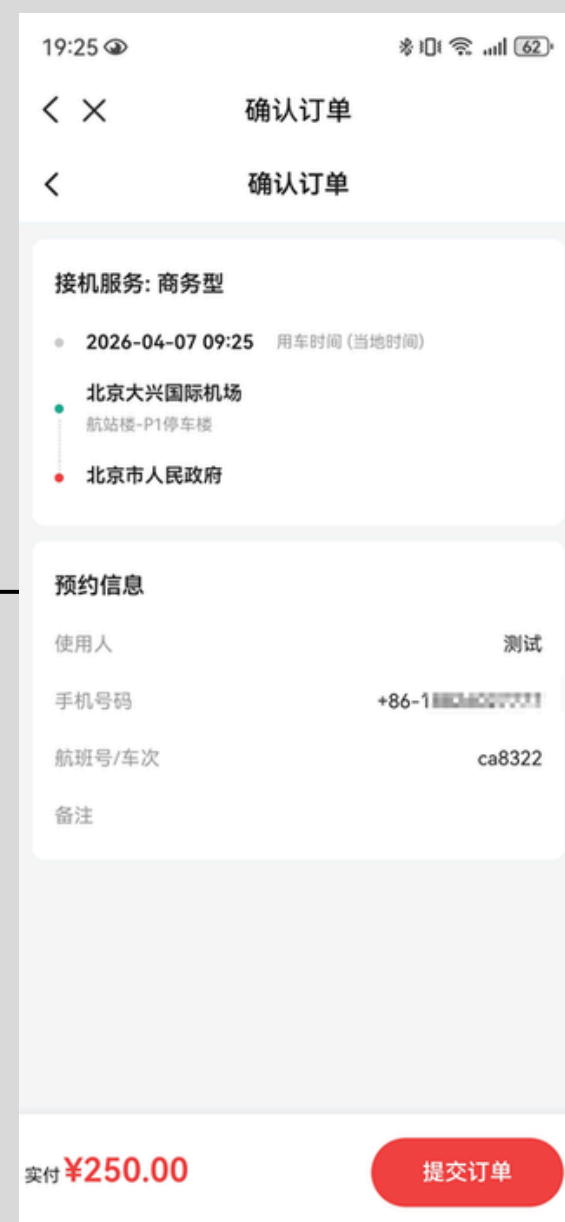 19:25 62
确认订单
确认订单
接机服务: 商务型
2026-04-07 09:25 用车时间 (当地时间)
北京大兴国际机场
航站楼-P1停车楼
北京市人民政府
预约信息
使用人 测试
手机号码 +86-1
航班号/车次 ca8322
备注
实付 ¥250.00 提交订单